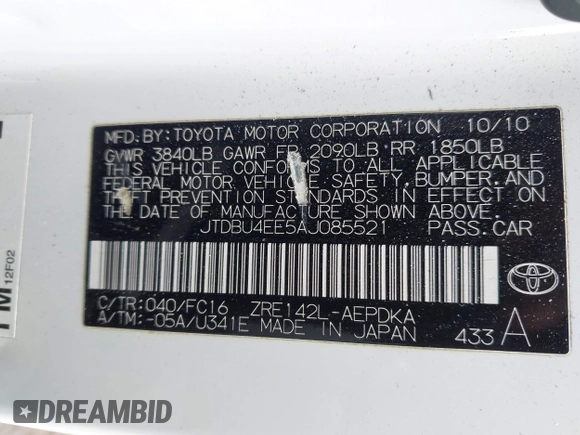 MFD. BY: TOYOTA MOTOR CORPORATION 10/10
GVWR 3840LB GAWR FR 2090LB RR 1850LB
THIS VEHICLE CONFORMS TO ALL APPLICABLE
FEDERAL MOTOR VEHICLE SAFETY, BUMPER, AND
THEFT PREVENTION STANDARDS IN EFFECT ON
THE DATE OF MANUFACTURE SHOWN ABOVE.
JTDBU4EE5AJ085521 PASS. CAR
C/TR: 040/FC16 ZRE142L-AEPDKA
A/TM: -05A/U341E MADE IN JAPAN 433 A
TOYOTA
12F02
DREAMBID